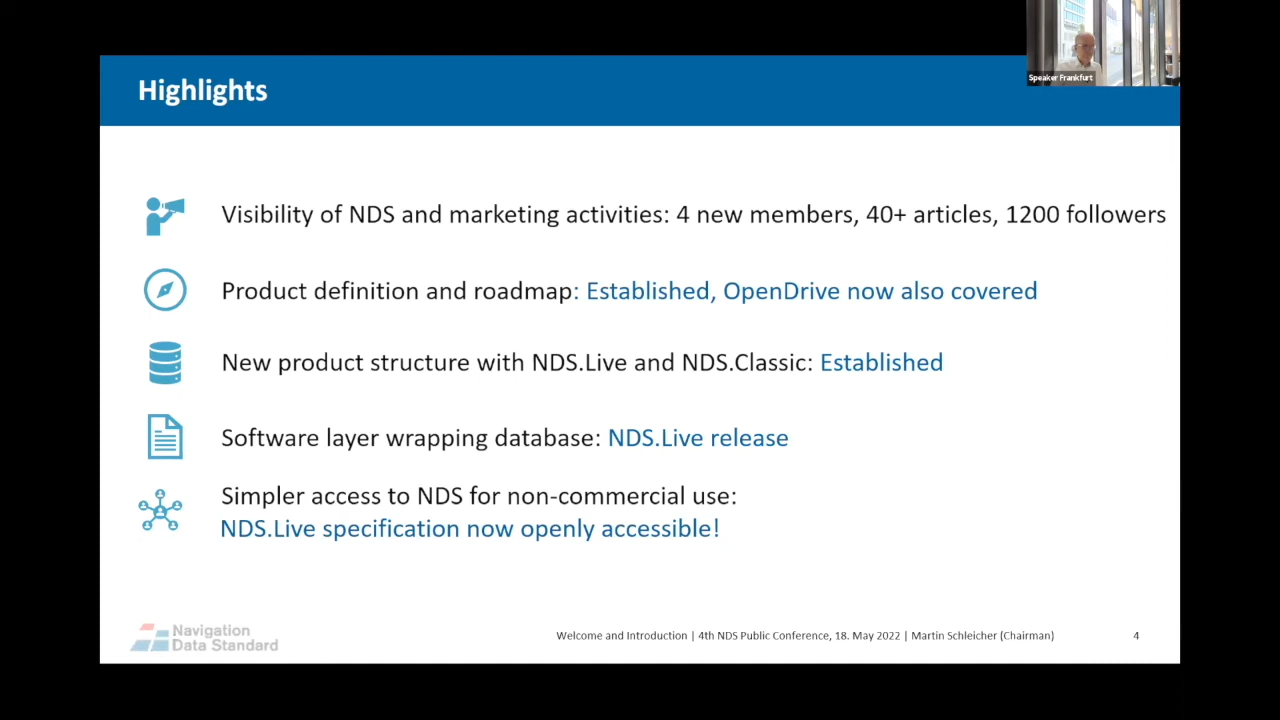 Highlights
Speaker Frankfurt
Visibility of NDS and marketing activities: 4 new members, 40+ articles, 1200 followers
Product definition and roadmap: Established, OpenDrive now also covered
New product structure with NDS.Live and NDS.Classic: Established
Software layer wrapping database: NDS.Live release
Simpler access to NDS for non-commercial use:
NDS.Live specification now openly accessible!
Navigation
Data Standard
Welcome and Introduction | 4th NDS Public Conference, 18. May 2022 | Martin Schleicher (Chairman)
4